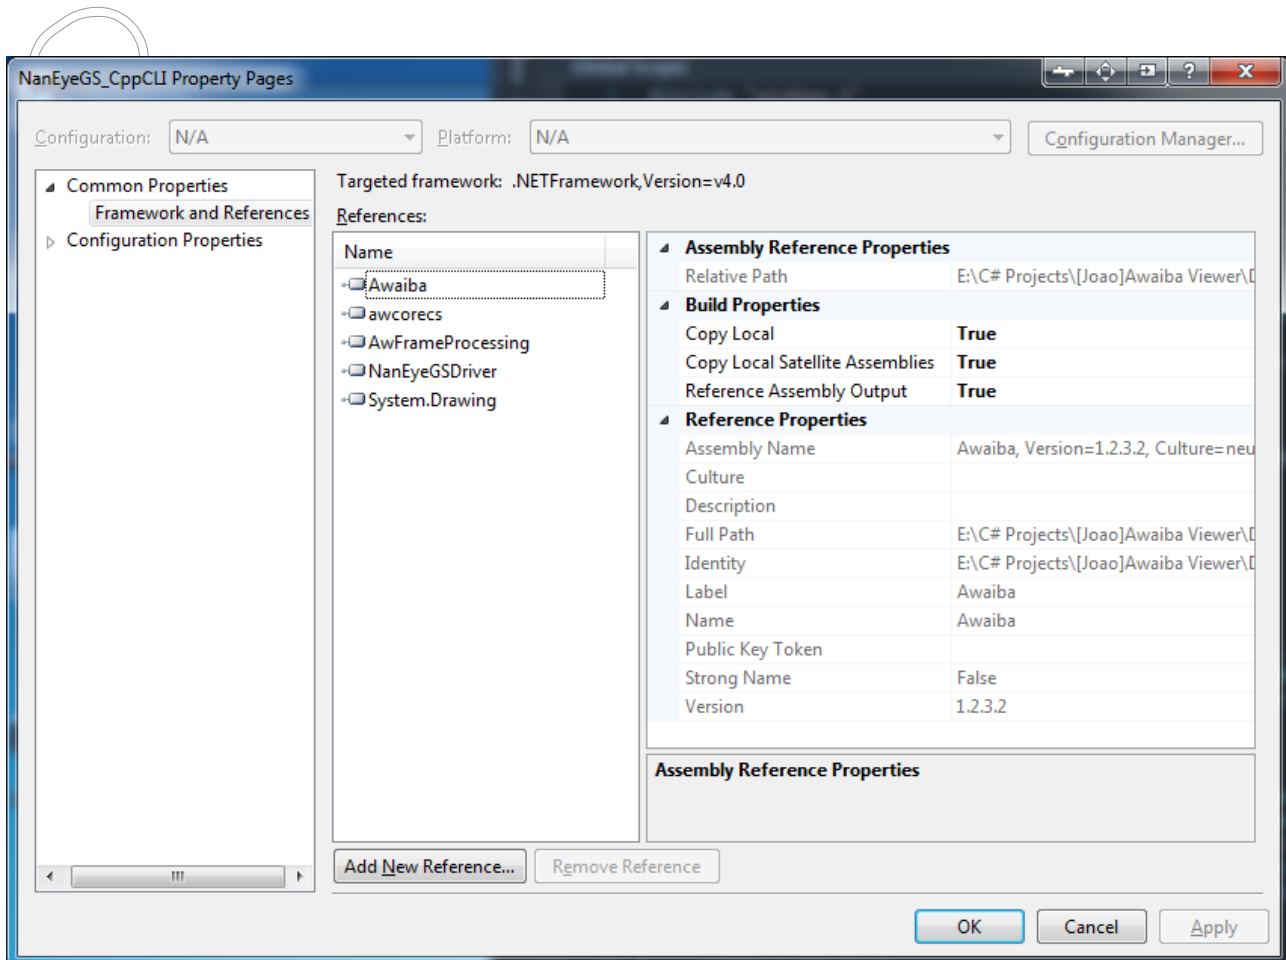 NanEyeGS_CppCLI Property Pages
?
Configuration: N/A Platform: N/A Configuration Manager...
Common Properties
Framework and References
Configuration Properties
Targeted framework: .NETFramework,Version=v4.0
References:
Name
Awaiba
awcorecs
AwFrameProcessing
NanEyeGSDriver
System.Drawing
Assembly Reference Properties
Relative Path E:\C# Projects\[Joao]Awaiba Viewer\D
Build Properties
Copy Local True
Copy Local Satellite Assemblies True
Reference Assembly Output True
Reference Properties
Assembly Name Awaiba, Version=1.2.3.2, Culture=neu
Culture
Description
Full Path E:\C# Projects\[Joao]Awaiba Viewer\D
Identity E:\C# Projects\[Joao]Awaiba Viewer\D
Label Awaiba
Name Awaiba
Public Key Token
Strong Name False
Version 1.2.3.2
Assembly Reference Properties
Add New Reference... Remove Reference
OK Cancel Apply